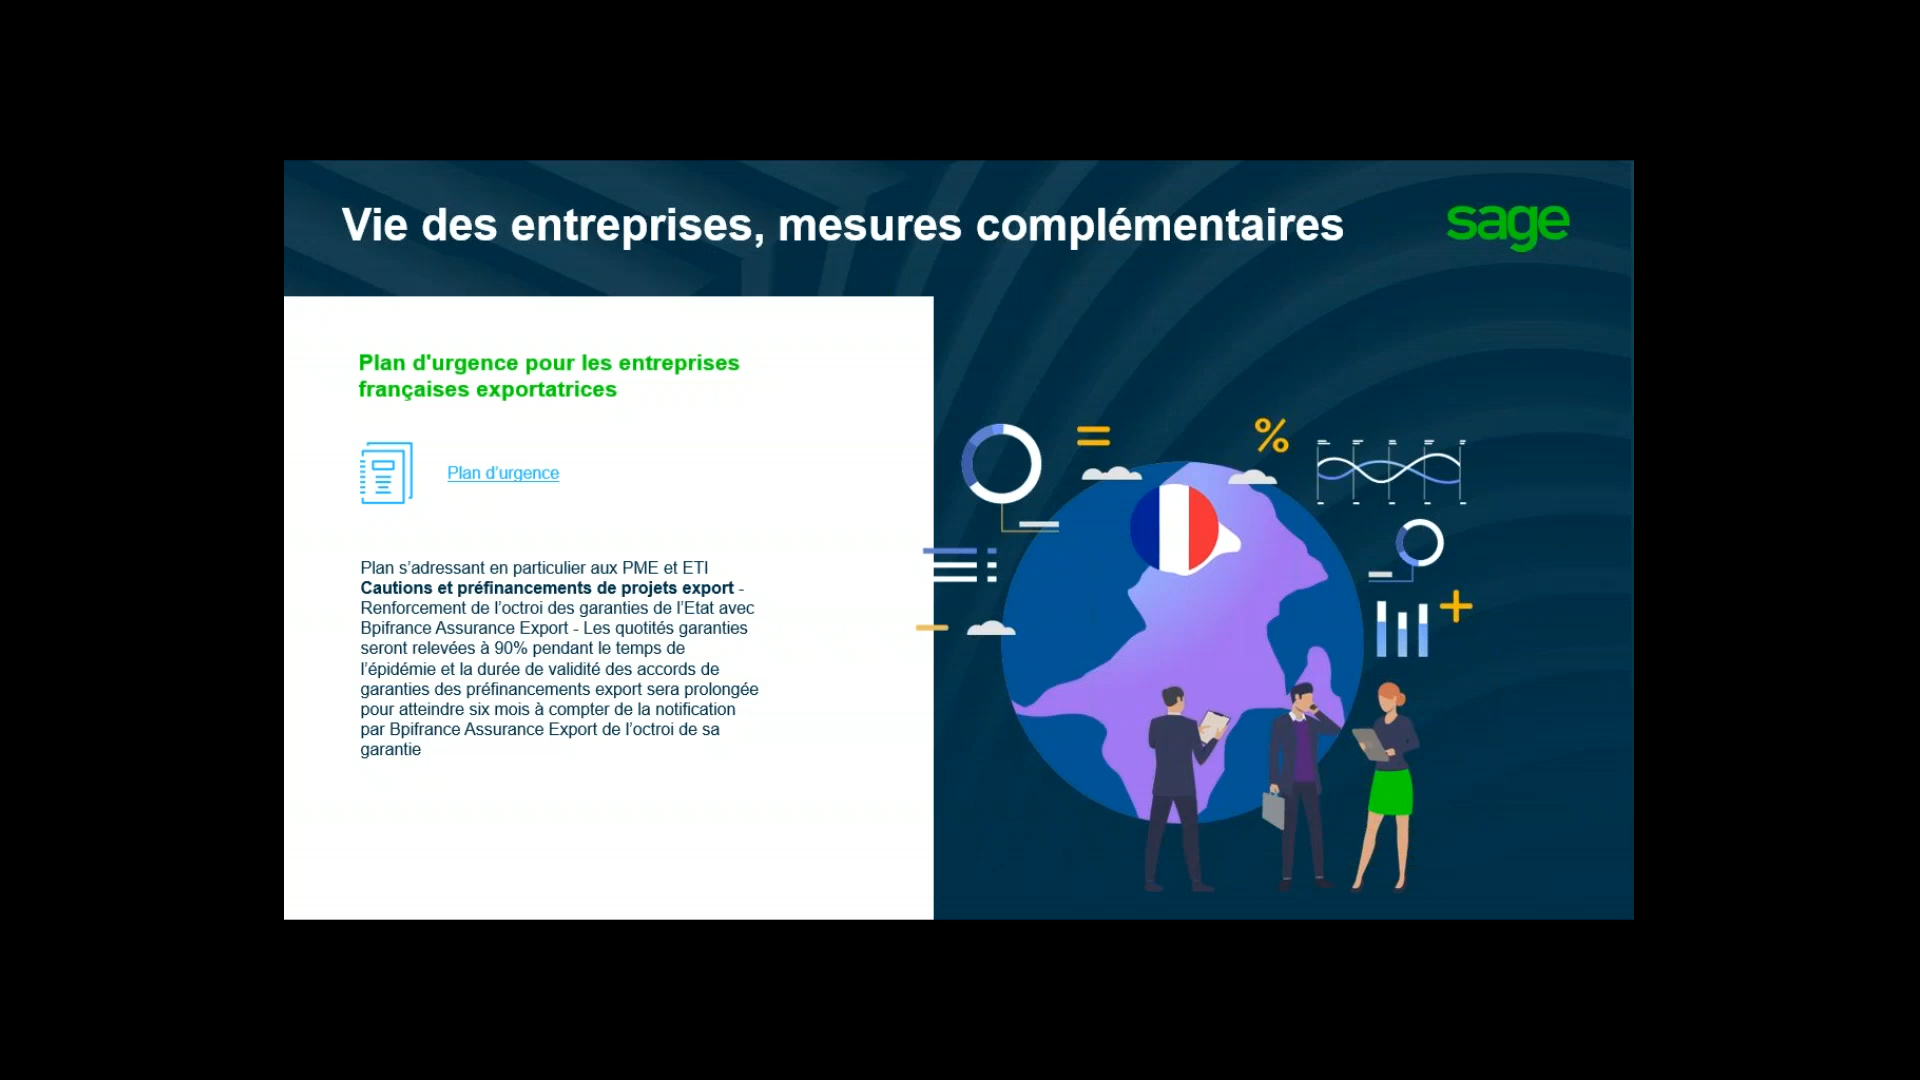 Vie des entreprises, mesures complémentaires
sage
Plan d'urgence pour les entreprises
françaises exportatrices
Plan d’urgence
Plan s’adressant en particulier aux PME et ETI
Cautions et préfinancements de projets export -
Renforcement de l’octroi des garanties de l’Etat avec
Bpifrance Assurance Export - Les quotités garanties
seront relevées à 90% pendant le temps de
l’épidémie et la durée de validité des accords de
garanties des préfinancements export sera prolongée
pour atteindre six mois à compter de la notification
par Bpifrance Assurance Export de l’octroi de sa
garantie
=
%
+